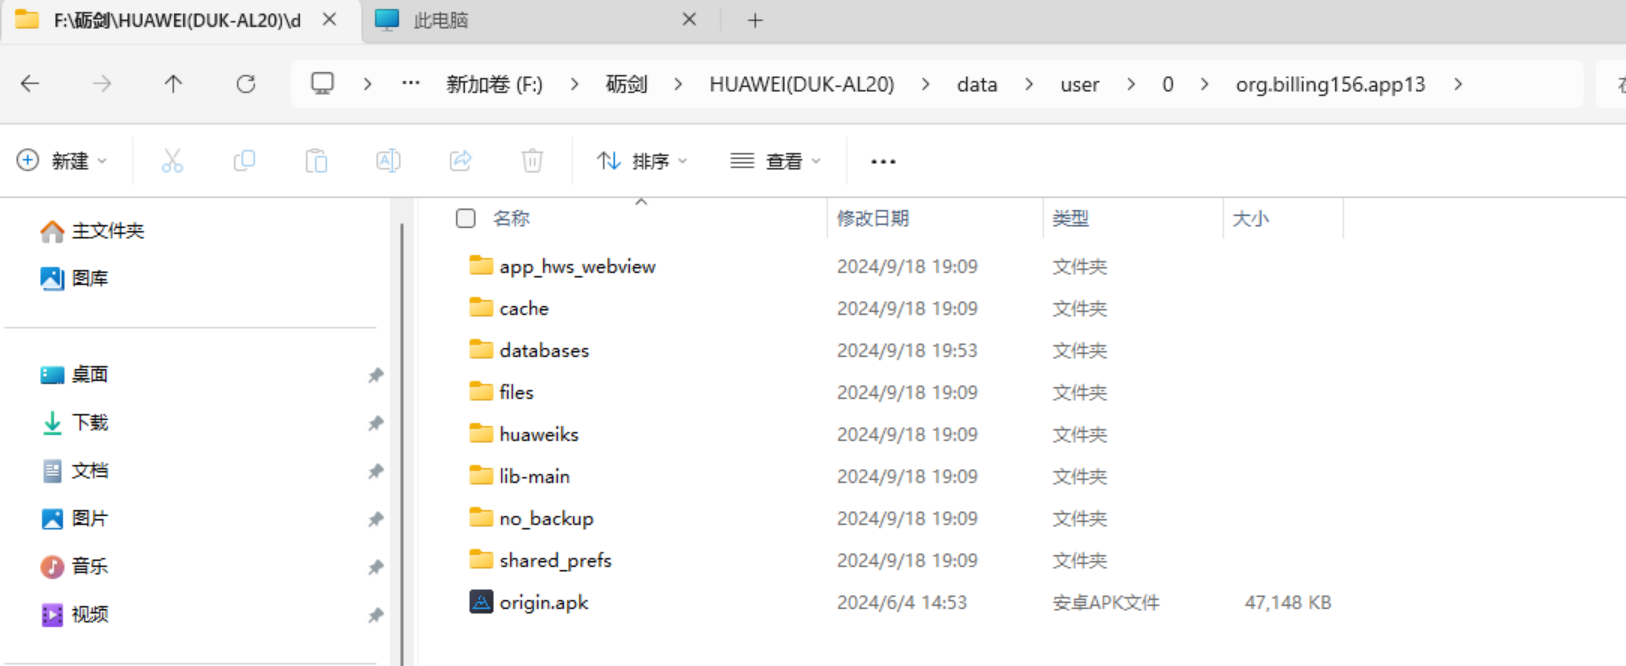 F:\砺剑\HUAWEI(DUK-AL20)\d
此电脑
新加卷 (F:) 砺剑 HUAWEI(DUK-AL20) data user 0 org.billing156.app13
新建 排序 查看
名称 修改日期 类型 大小
主文件夹
图库
桌面
下载
文档
图片
音乐
视频
app_hws_webview 2024/9/18 19:09 文件夹
cache 2024/9/18 19:09 文件夹
databases 2024/9/18 19:53 文件夹
files 2024/9/18 19:09 文件夹
huaweiks 2024/9/18 19:09 文件夹
lib-main 2024/9/18 19:09 文件夹
no_backup 2024/9/18 19:09 文件夹
shared_prefs 2024/9/18 19:09 文件夹
origin.apk 2024/6/4 14:53 安卓APK文件 47,148 KB